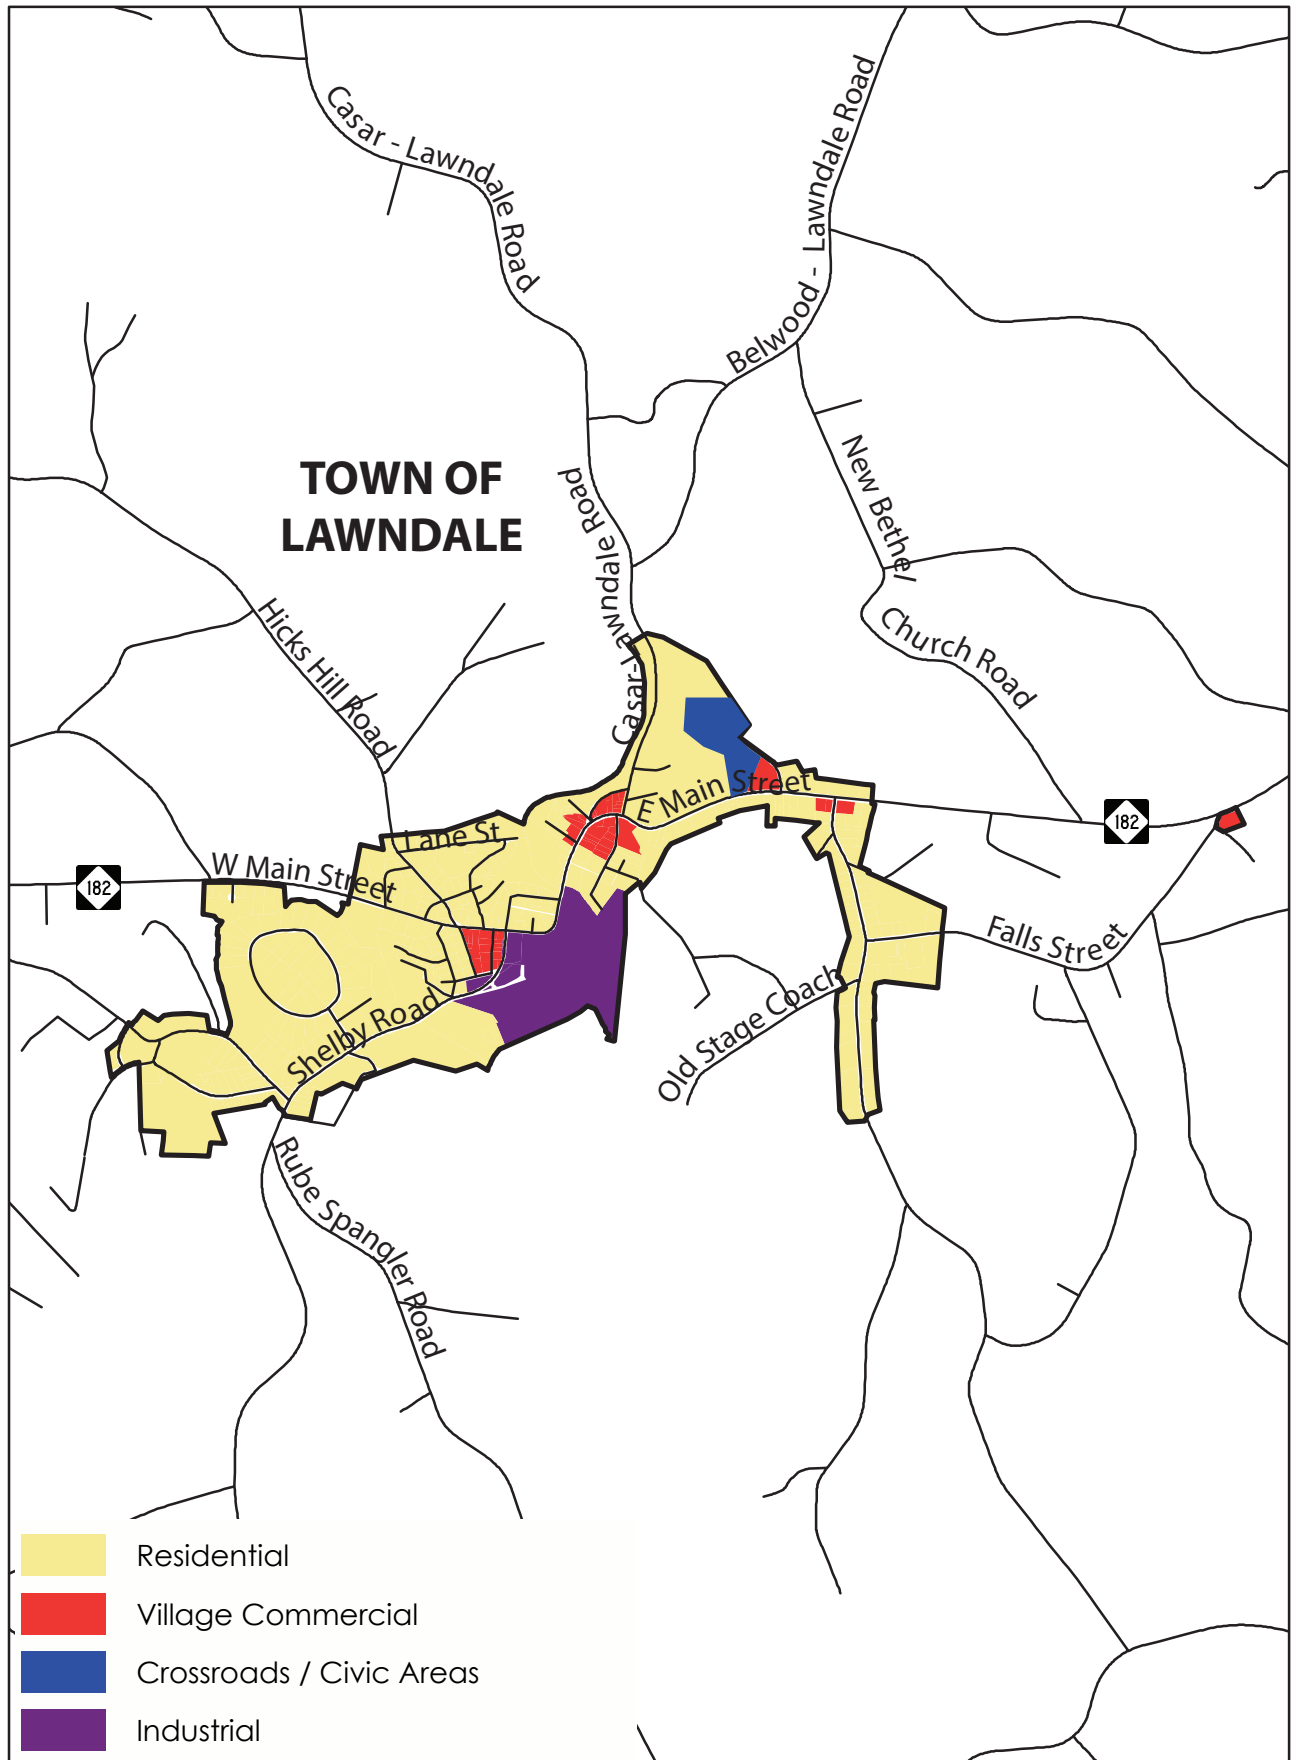 Casar - Lawndale Road
Belwood - Lawndale Road
New Bethel
Church Road
TOWN OF
LAWNDALE
Casar-Lawndale Road
Hicks Hill Road
E Main Street
182
Lane St
W Main Street
182
Falls Street
Old Stage Coach
Shelby Road
Rube Spangler Road
Residential
Village Commercial
Crossroads / Civic Areas
Industrial